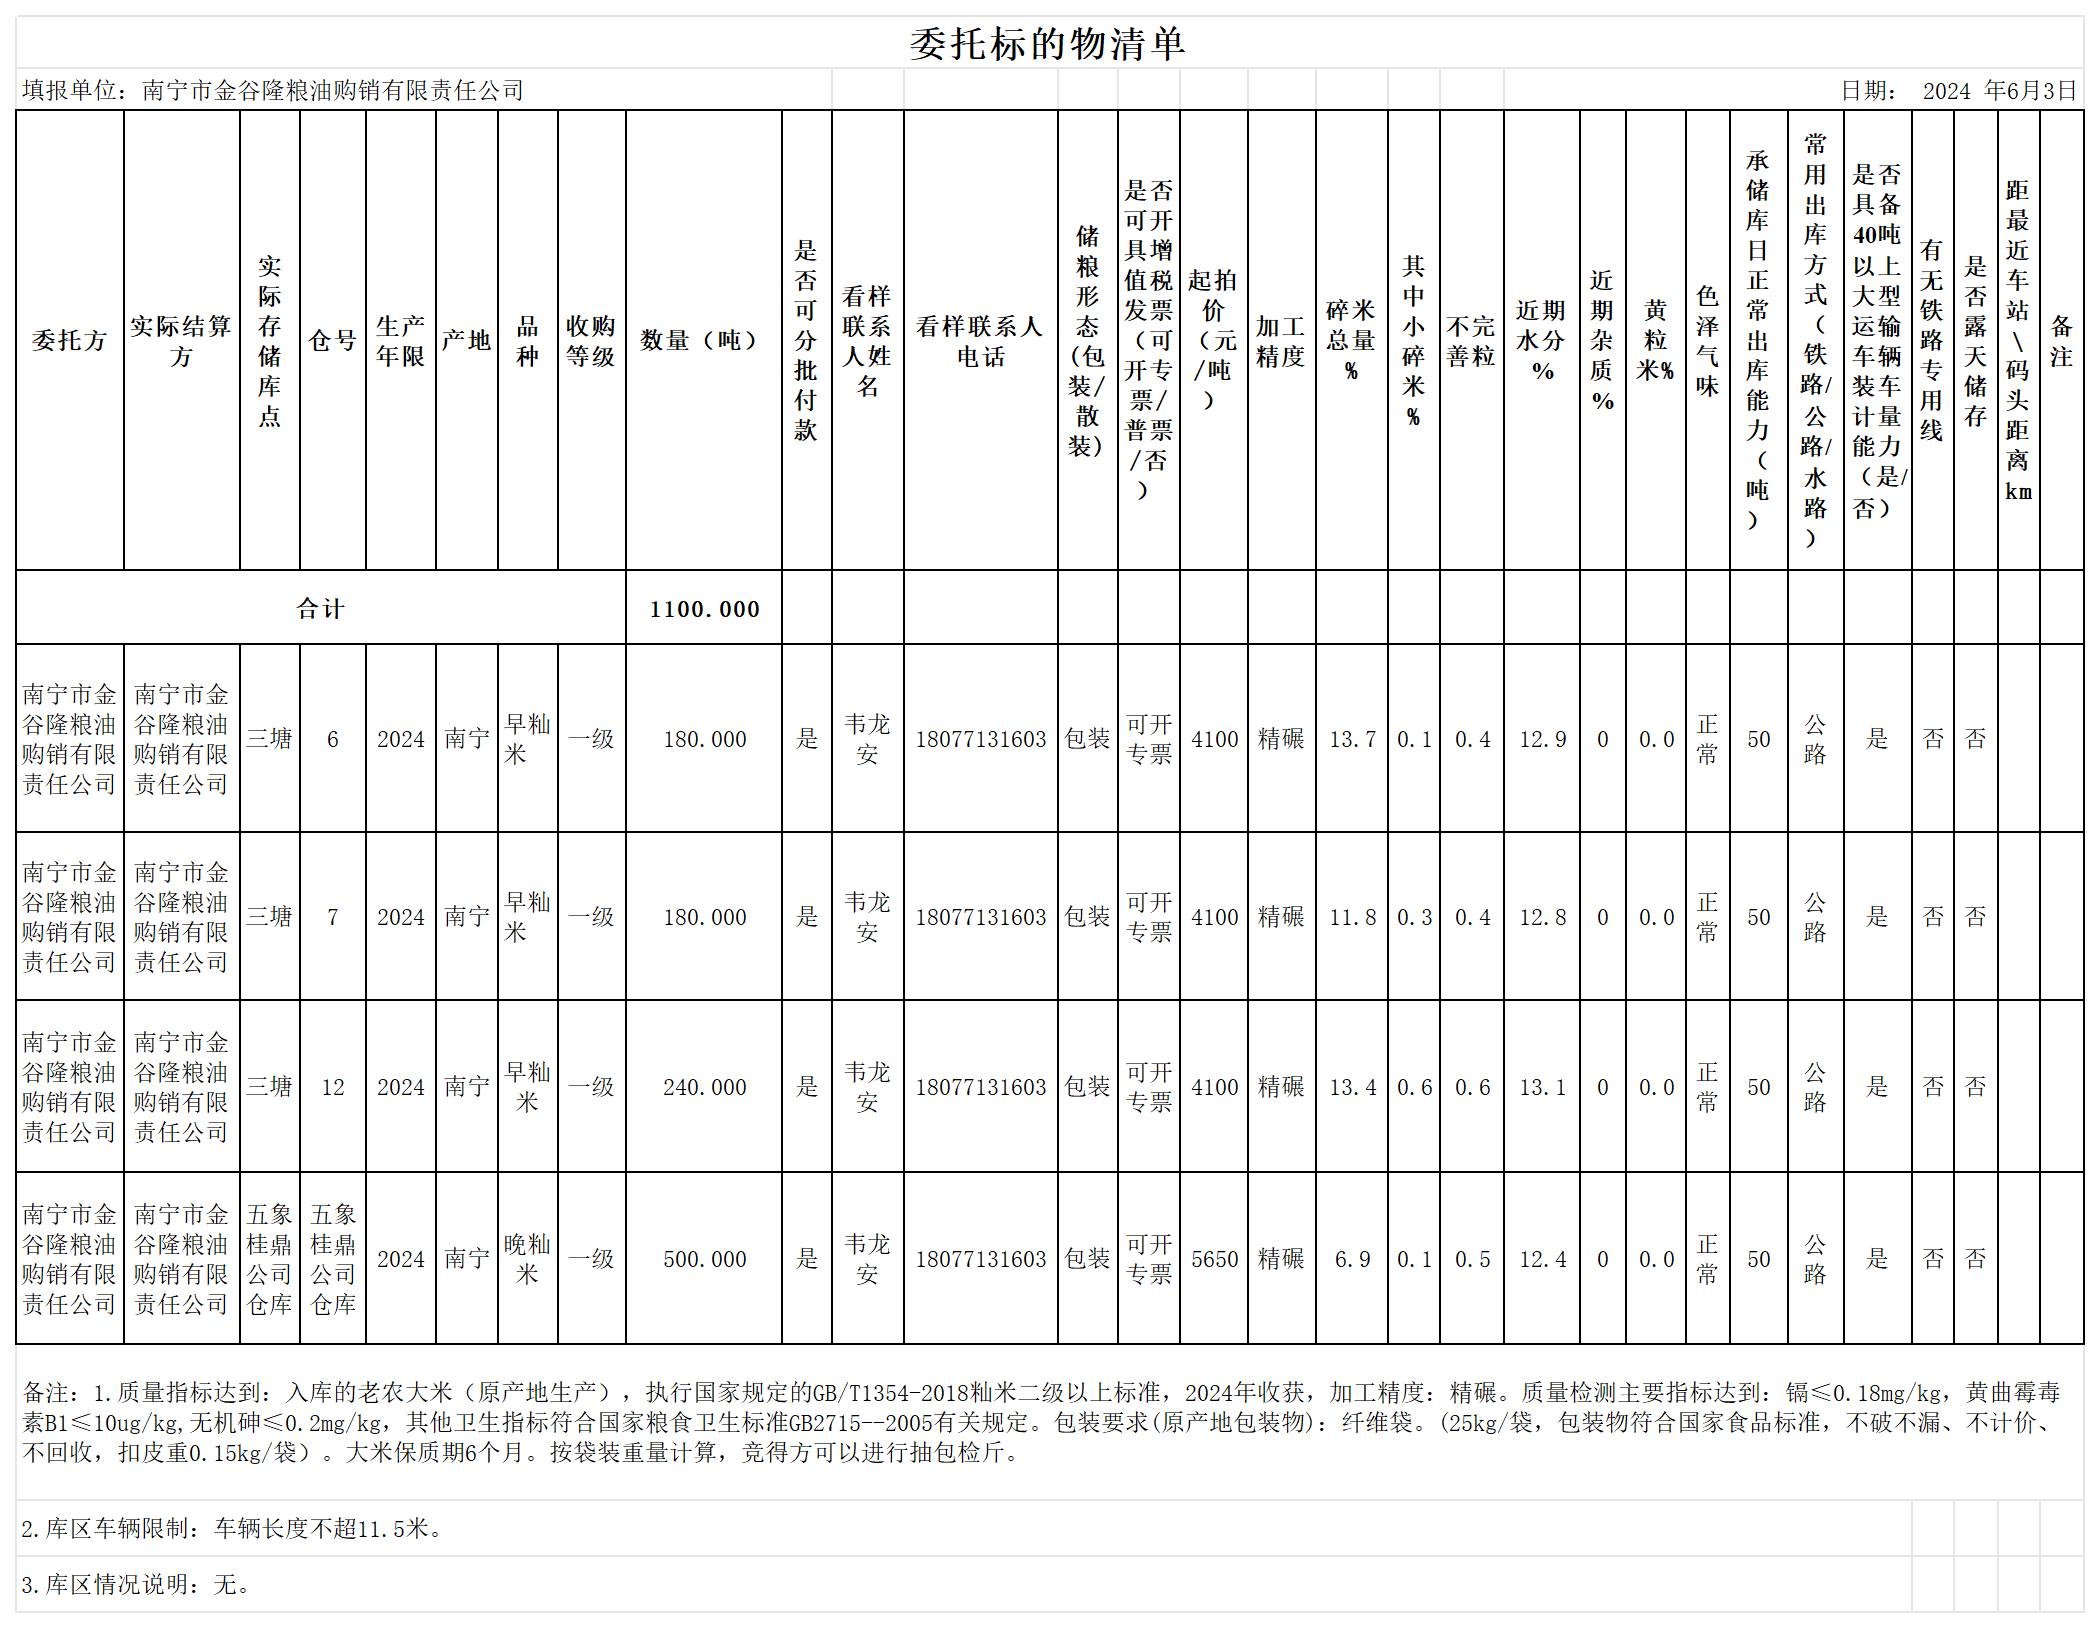 委托标的物清单
填报单位：南宁市金谷隆粮油购销有限责任公司 日期： 2024 年6月3日
委托方 实际结算方 实际存储库点 仓号 生产年限 产地 品种 收购等级 数量（吨） 是否可分批付款 看样联系人姓名 看样联系人电话 储粮形态(包装/散装) 是否可开具增值税发票（可开专票/普票/否） 起拍价（元/吨） 加工精度 碎米总量% 其中小碎米% 不完善粒 近期水分% 近期杂质% 黄粒米% 色泽气味 承储库日正常出库能力（吨） 常用出库方式（铁路/公路/水路） 是否具备40吨以上大型运输车辆装车计量能力（是/否） 有无铁路专用线 是否露天储存 距最近车站\码头距离km 备注
合计 1100.000
南宁市金谷隆粮油购销有限责任公司 南宁市金谷隆粮油购销有限责任公司 三塘 6 2024 南宁 早籼米 一级 180.000 是 韦龙安 18077131603 包装 可开专票 4100 精碾 13.7 0.1 0.4 12.9 0 0.0 正常 50 公路 是 否 否
南宁市金谷隆粮油购销有限责任公司 南宁市金谷隆粮油购销有限责任公司 三塘 7 2024 南宁 早籼米 一级 180.000 是 韦龙安 18077131603 包装 可开专票 4100 精碾 11.8 0.3 0.4 12.8 0 0.0 正常 50 公路 是 否 否
南宁市金谷隆粮油购销有限责任公司 南宁市金谷隆粮油购销有限责任公司 三塘 12 2024 南宁 早籼米 一级 240.000 是 韦龙安 18077131603 包装 可开专票 4100 精碾 13.4 0.6 0.6 13.1 0 0.0 正常 50 公路 是 否 否
南宁市金谷隆粮油购销有限责任公司 南宁市金谷隆粮油购销有限责任公司 五象桂鼎公司仓库 五象桂鼎公司仓库 2024 南宁 晚籼米 一级 500.000 是 韦龙安 18077131603 包装 可开专票 5650 精碾 6.9 0.1 0.5 12.4 0 0.0 正常 50 公路 是 否 否
备注：1.质量指标达到：入库的老农大米（原产地生产），执行国家规定的GB/T1354-2018籼米二级以上标准，2024年收获，加工精度：精碾。质量检测主要指标达到：镉≤0.18mg/kg，黄曲霉毒
素B1≤10ug/kg,无机砷≤0.2mg/kg，其他卫生指标符合国家粮食卫生标准GB2715--2005有关规定。包装要求(原产地包装物)：纤维袋。(25kg/袋，包装物符合国家食品标准，不破不漏、不计价、
不回收，扣皮重0.15kg/袋）。大米保质期6个月。按袋装重量计算，竞得方可以进行抽包检斤。
2.库区车辆限制：车辆长度不超11.5米。
3.库区情况说明：无。